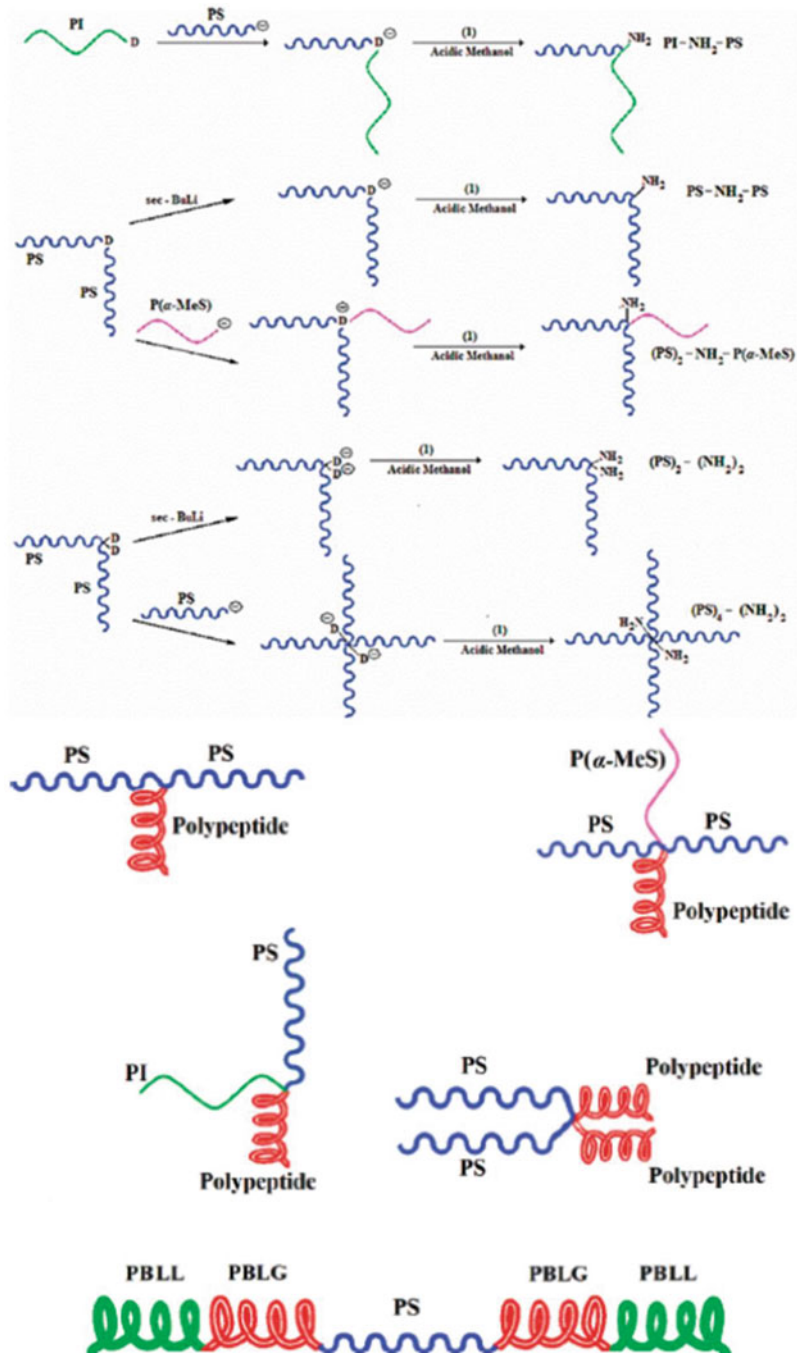 PI
D
PS ⊖
D ⊖
(1)
Acidic Methanol
NH₂ PI-NH₂-PS
sec - BuLi
D ⊖
(1)
Acidic Methanol
NH₂
PS-NH₂-PS
D
PS
PS
P(α-MeS)
⊖
⊖
D
(1)
Acidic Methanol
NH₂
(PS)₂-NH₂-P(α-MeS)
D ⊖
D ⊖
(1)
Acidic Methanol
NH₂
NH₂
(PS)₂-(NH₂)₂
sec - BuLi
D
D
PS
PS
PS
⊖
⊖ D
D ⊖
(1)
Acidic Methanol
H₂N
NH₂
(PS)₄-(NH₂)₂
PS PS
Polypeptide
P(α-MeS)
PS PS
Polypeptide
PS
PI
Polypeptide
PS
PS
Polypeptide
Polypeptide
PBLL PBLG PS PBLG PBLL